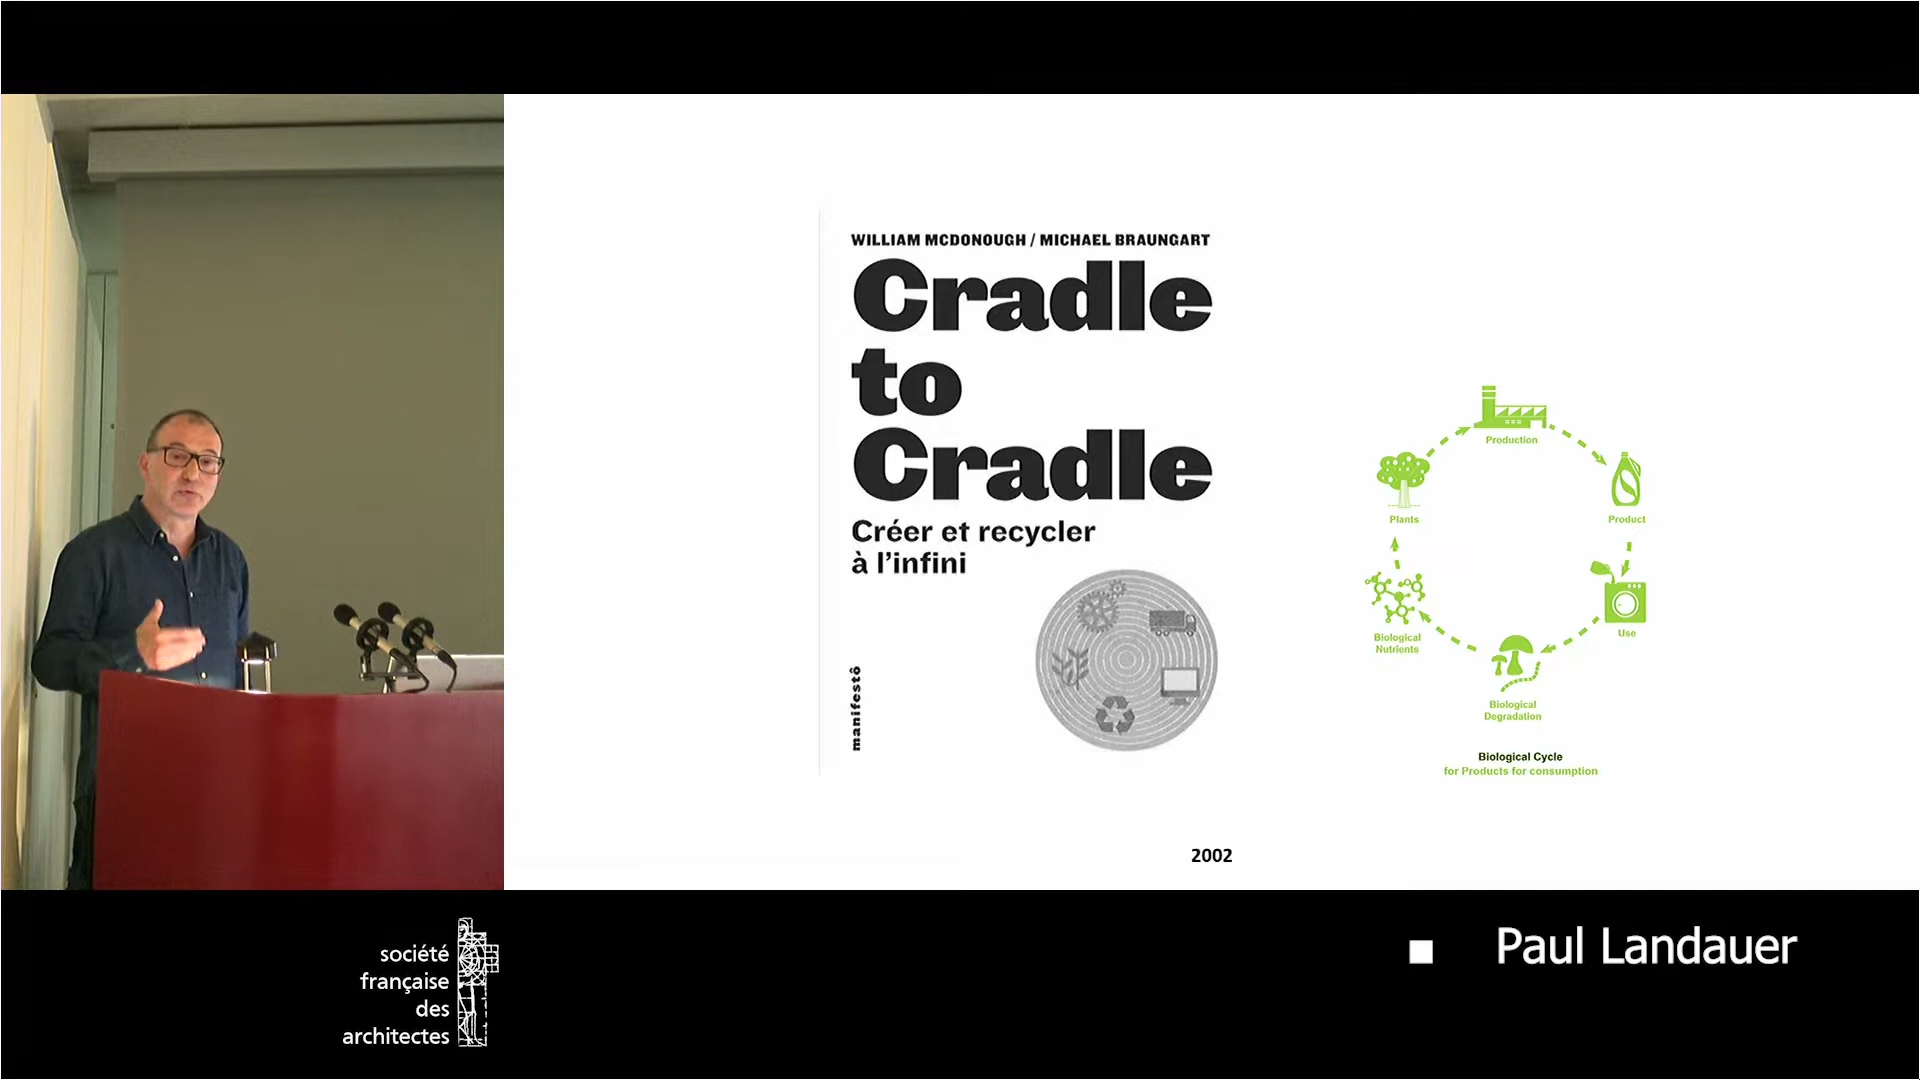 WILLIAM MCDONOUGH / MICHAEL BRAUNGART
Cradle
to
Cradle
Créer et recycler
à l'infini
manifestô
Production
Product
Use
Biological
Degradation
Biological
Nutrients
Plants
Biological Cycle
for Products for consumption
2002
société
française
des
architectes
Paul Landauer